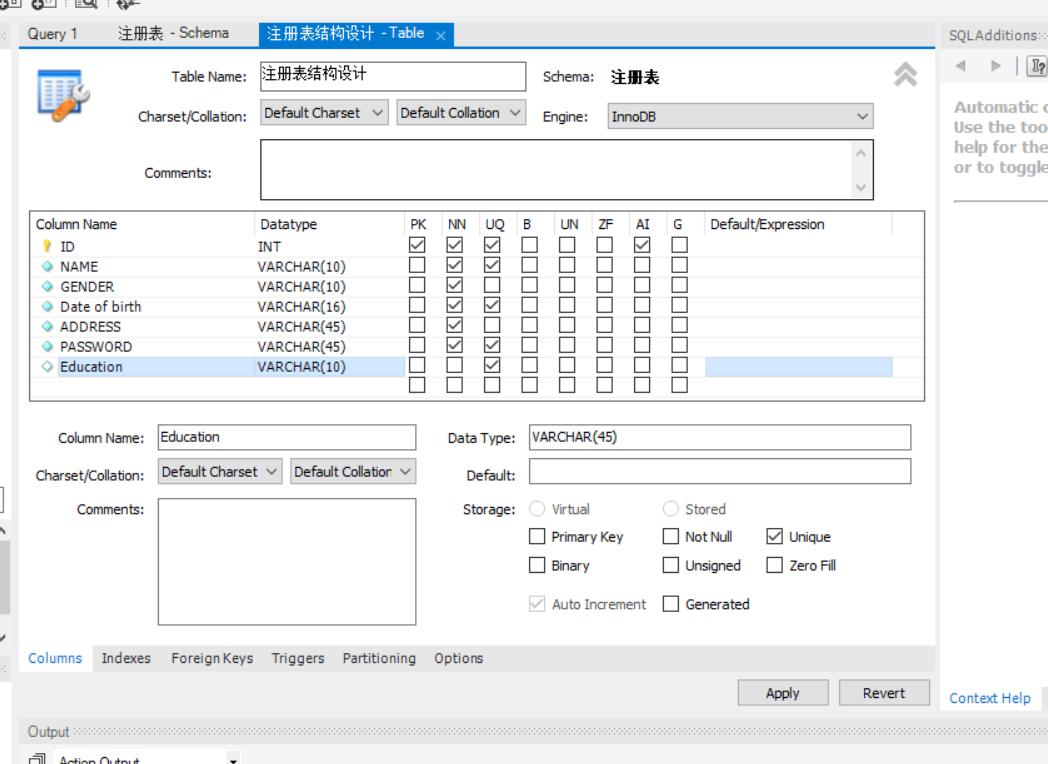 Query 1 注册表 - Schema 注册表结构设计 - Table × SQLAdditions
Table Name: 注册表结构设计 Schema: 注册表
Charset/Collation: Default Charset Default Collation Engine: InnoDB
Automatic
Use the too
help for the
or to toggle
Comments:
Column Name Datatype PK NN UQ B UN ZF AI G Default/Expression
ID INT
NAME VARCHAR(10)
GENDER VARCHAR(10)
Date of birth VARCHAR(16)
ADDRESS VARCHAR(45)
PASSWORD VARCHAR(45)
Education VARCHAR(10)
Column Name: Education Data Type: VARCHAR(45)
Charset/Collation: Default Charset Default Collation Default:
Comments: Storage: Virtual Stored
Primary Key Not Null Unique
Binary Unsigned Zero Fill
Auto Increment Generated
Columns Indexes Foreign Keys Triggers Partitioning Options
Apply Revert
Context Help
Output
Action Output